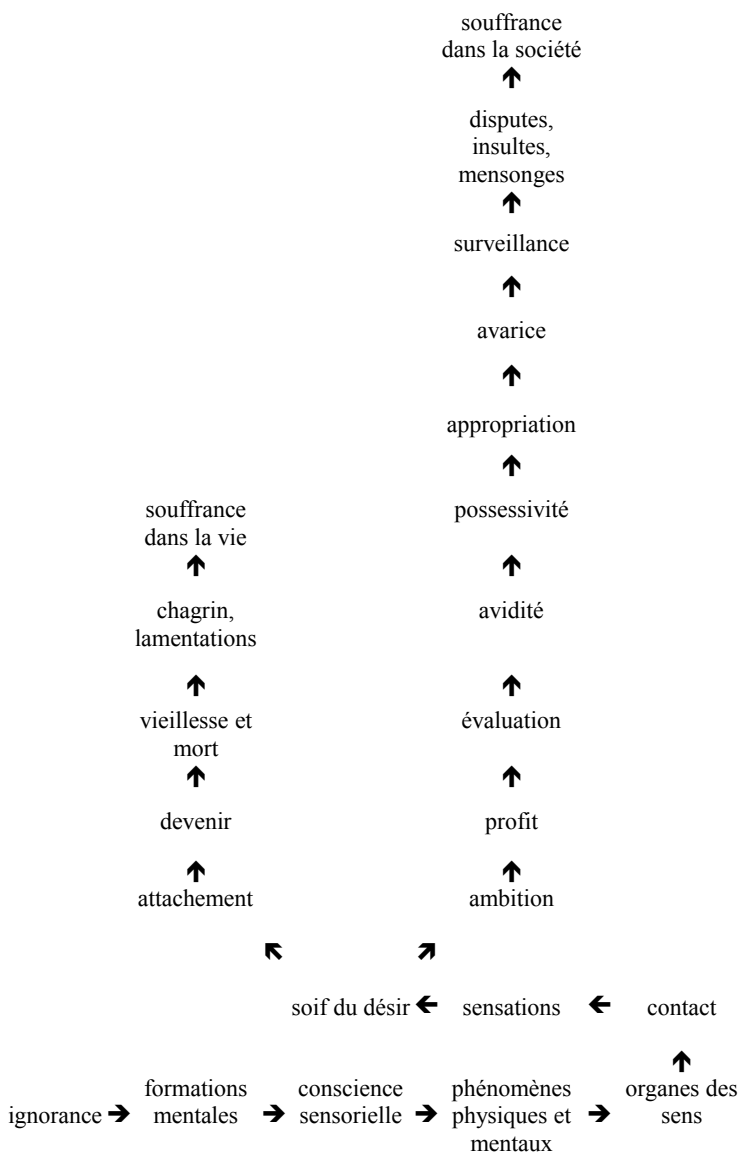 souffrance
dans la société
disputes,
insultes,
mensonges
surveillance
avarice
appropriation
souffrance
dans la vie
possessivité
chagrin,
lamentations
avidité
vieillesse et
mort
évaluation
devenir
profit
attachement
ambition
soif du désir
sensations
contact
ignorance
formations
mentales
conscience
sensorielle
phénomènes
physiques et
mentaux
organes des
sens